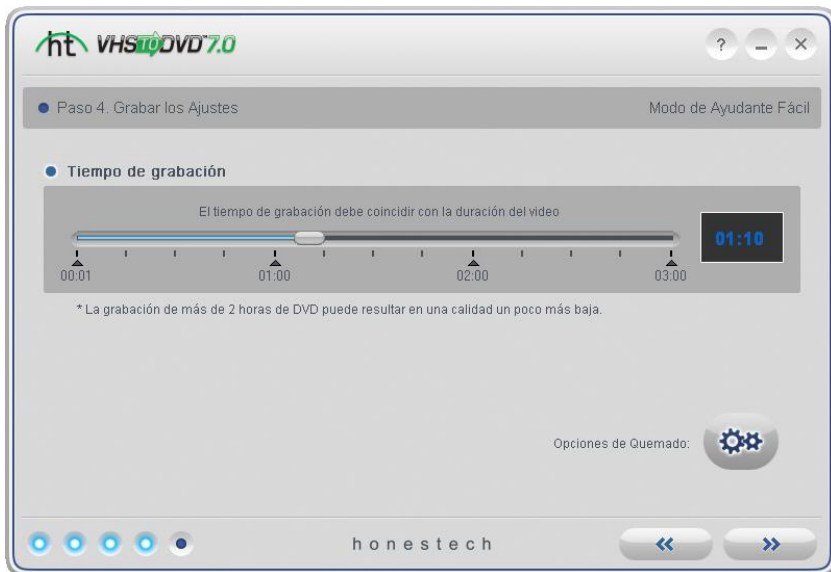 ht VHS TO DVD 7.0
?
Paso 4. Grabar los Ajustes
Modo de Ayudante Fácil
Tiempo de grabación
El tiempo de grabación debe coincidir con la duración del video
01:10
00:01 01:00 02:00 03:00
* La grabación de más de 2 horas de DVD puede resultar en una calidad un poco más baja.
Opciones de Quemado:
honestech